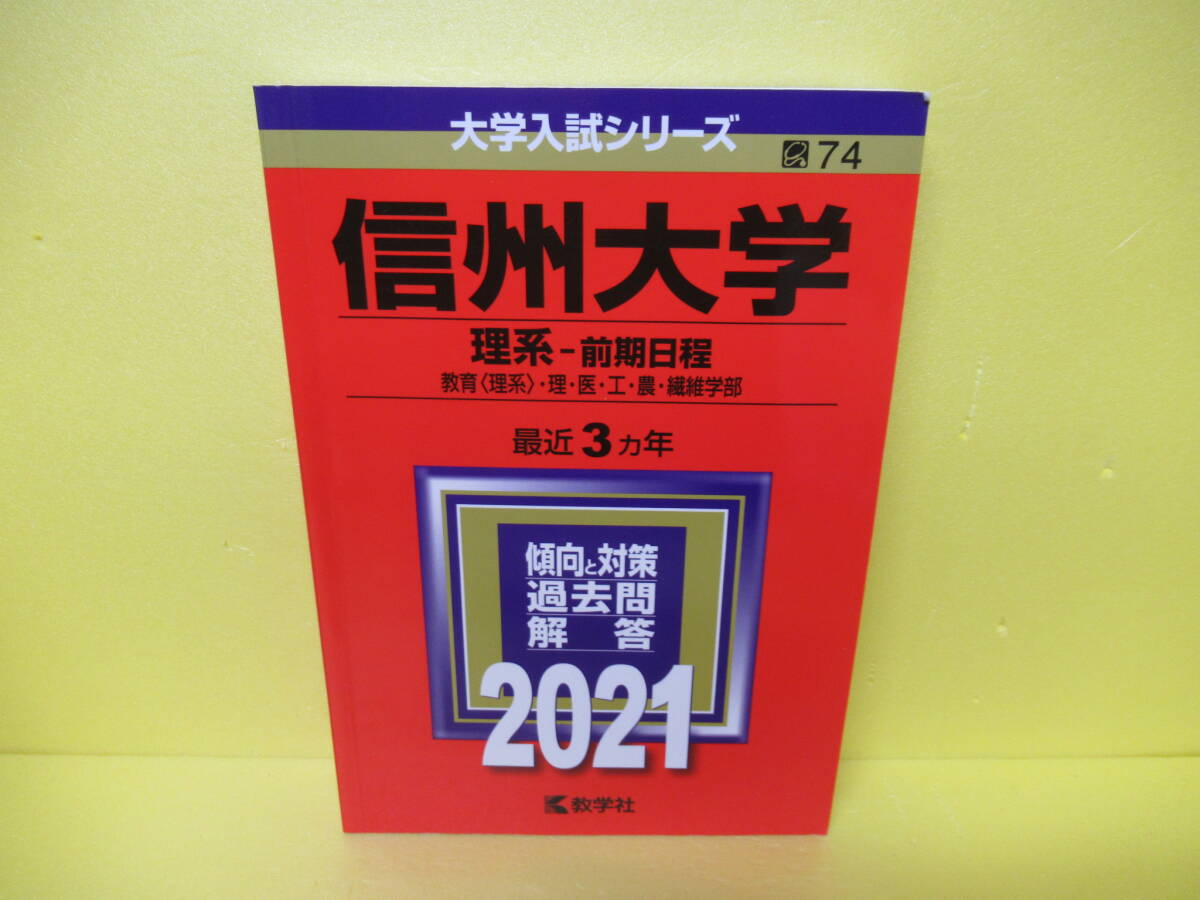 大学入試シリーズ
74
信州大学
理系-前期日程
教育〈理系〉・理・医・工・農・繊維学部
最近3カ年
傾向と対策
過去問
解答
2021
教学社